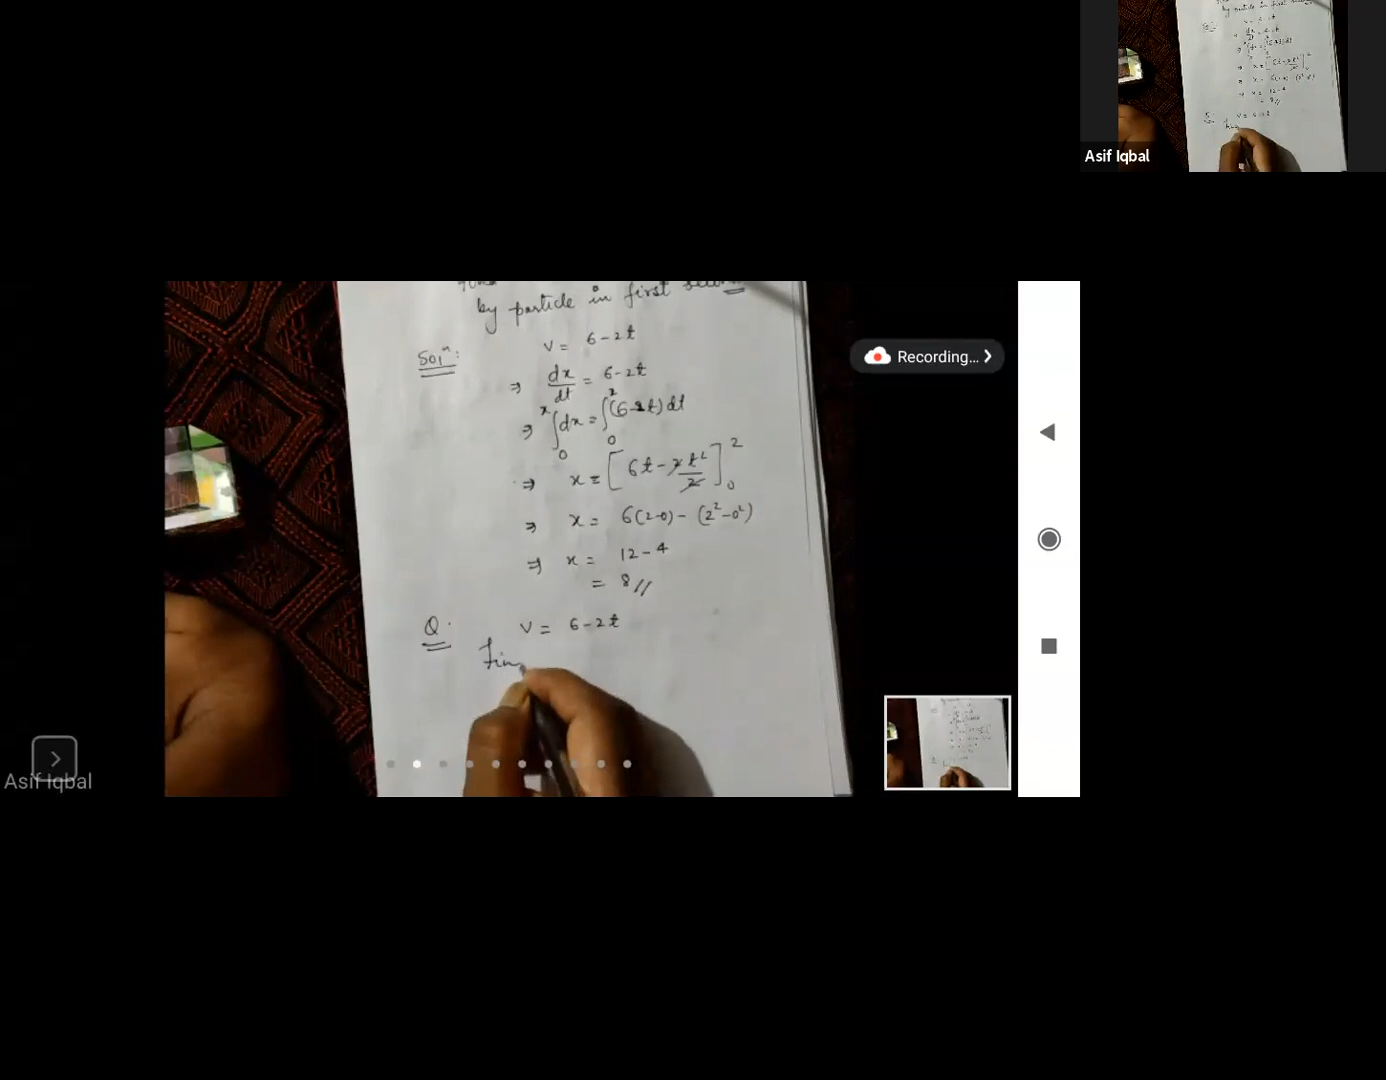 Asif Iqbal
by particle in first
Recording...
Solⁿ:
v = 6-2t
⇒ dx/dt = 6-2t
⇒ ∫₀ˣ dx = ∫₀² (6-2t) dt
⇒ x = [6t - 2t²/2]₀²
⇒ x = 6(2-0) - (2²-0²)
⇒ x = 12-4
= 8//
Q. v = 6-2t
fin
Asif Iqbal